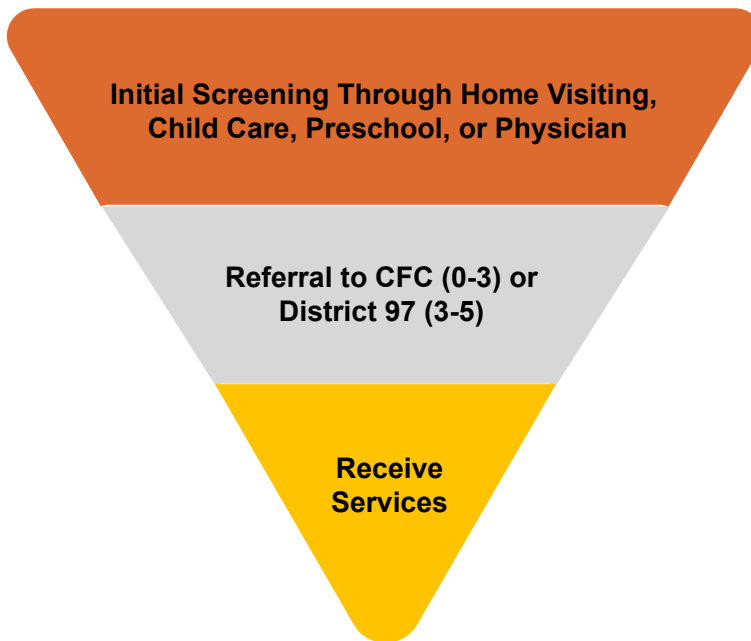 Initial Screening Through Home Visiting,
Child Care, Preschool, or Physician
Referral to CFC (0-3) or
District 97 (3-5)
Receive
Services